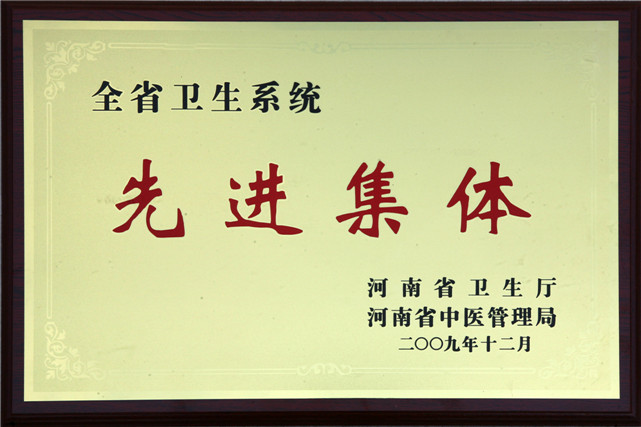 全省卫生系统
先进集体
河南省卫生厅
河南省中医管理局
二〇〇九年十二月